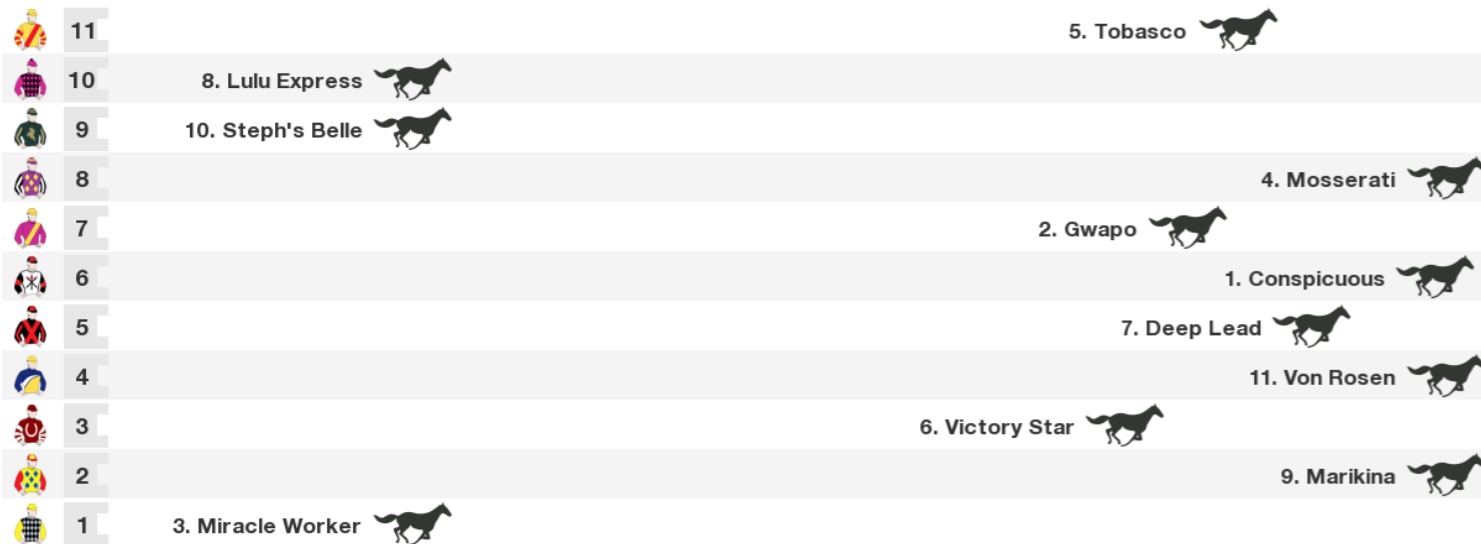 11 5. Tobasco
10 8. Lulu Express
9 10. Steph's Belle
8 4. Mosserati
7 2. Gwapo
6 1. Conspicuous
5 7. Deep Lead
4 11. Von Rosen
3 6. Victory Star
2 9. Marikina
1 3. Miracle Worker